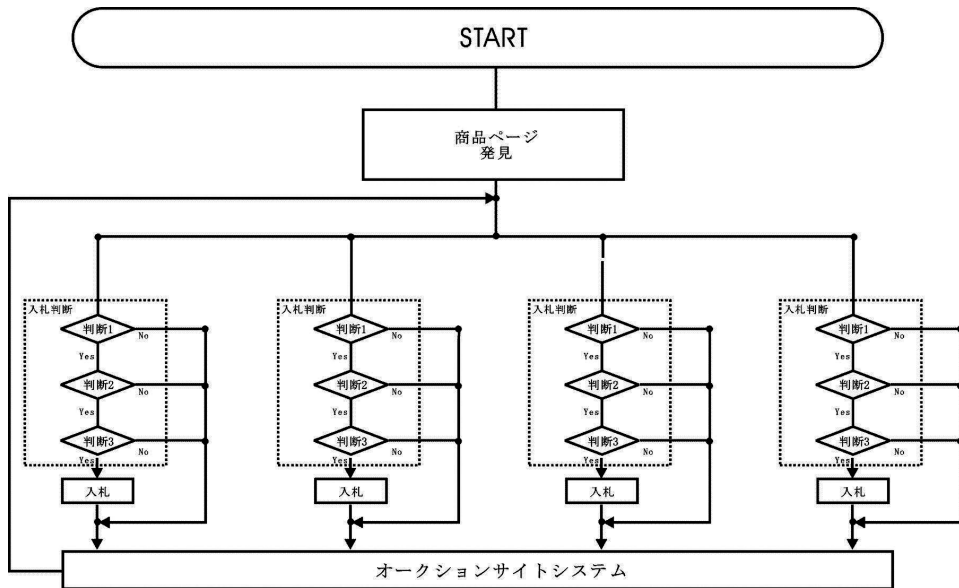 START
商品ページ
発見
入札判断
判断1
No
Yes
判断2
No
Yes
判断3
No
Yes
入札
入札判断
判断1
No
Yes
判断2
No
Yes
判断3
No
Yes
入札
入札判断
判断1
No
Yes
判断2
No
Yes
判断3
No
Yes
入札
入札判断
判断1
No
Yes
判断2
No
Yes
判断3
No
Yes
入札
オークションサイトシステム